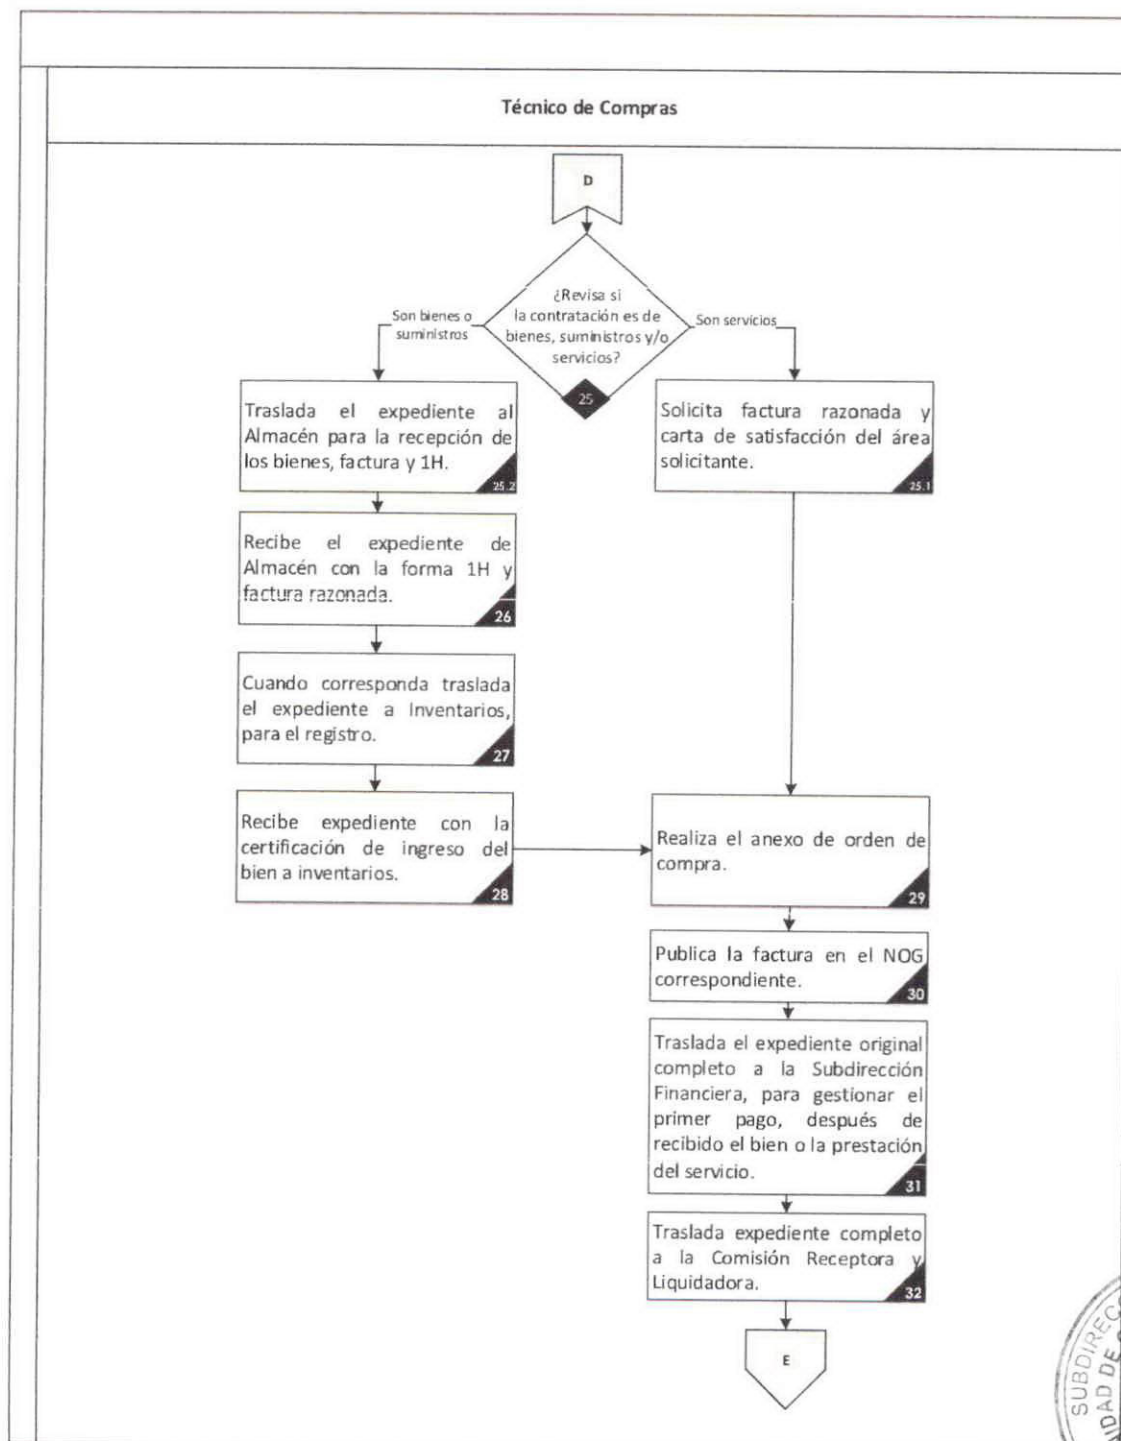 Técnico de Compras
D
¿Revisa si
la contratación es de
bienes, suministros y/o
servicios?
25
Son bienes o
suministros
Son servicios
Traslada el expediente al
Almacén para la recepción de
los bienes, factura y 1H.
25.2
Solicita factura razonada y
carta de satisfacción del área
solicitante.
25.1
Recibe el expediente de
Almacén con la forma 1H y
factura razonada.
26
Cuando corresponda traslada
el expediente a Inventarios,
para el registro.
27
Recibe expediente con la
certificación de ingreso del
bien a inventarios.
28
Realiza el anexo de orden de
compra.
29
Publica la factura en el NOG
correspondiente.
30
Traslada el expediente original
completo a la Subdirección
Financiera, para gestionar el
primer pago, después de
recibido el bien o la prestación
del servicio.
31
Traslada expediente completo
a la Comisión Receptora y
Liquidadora.
32
E